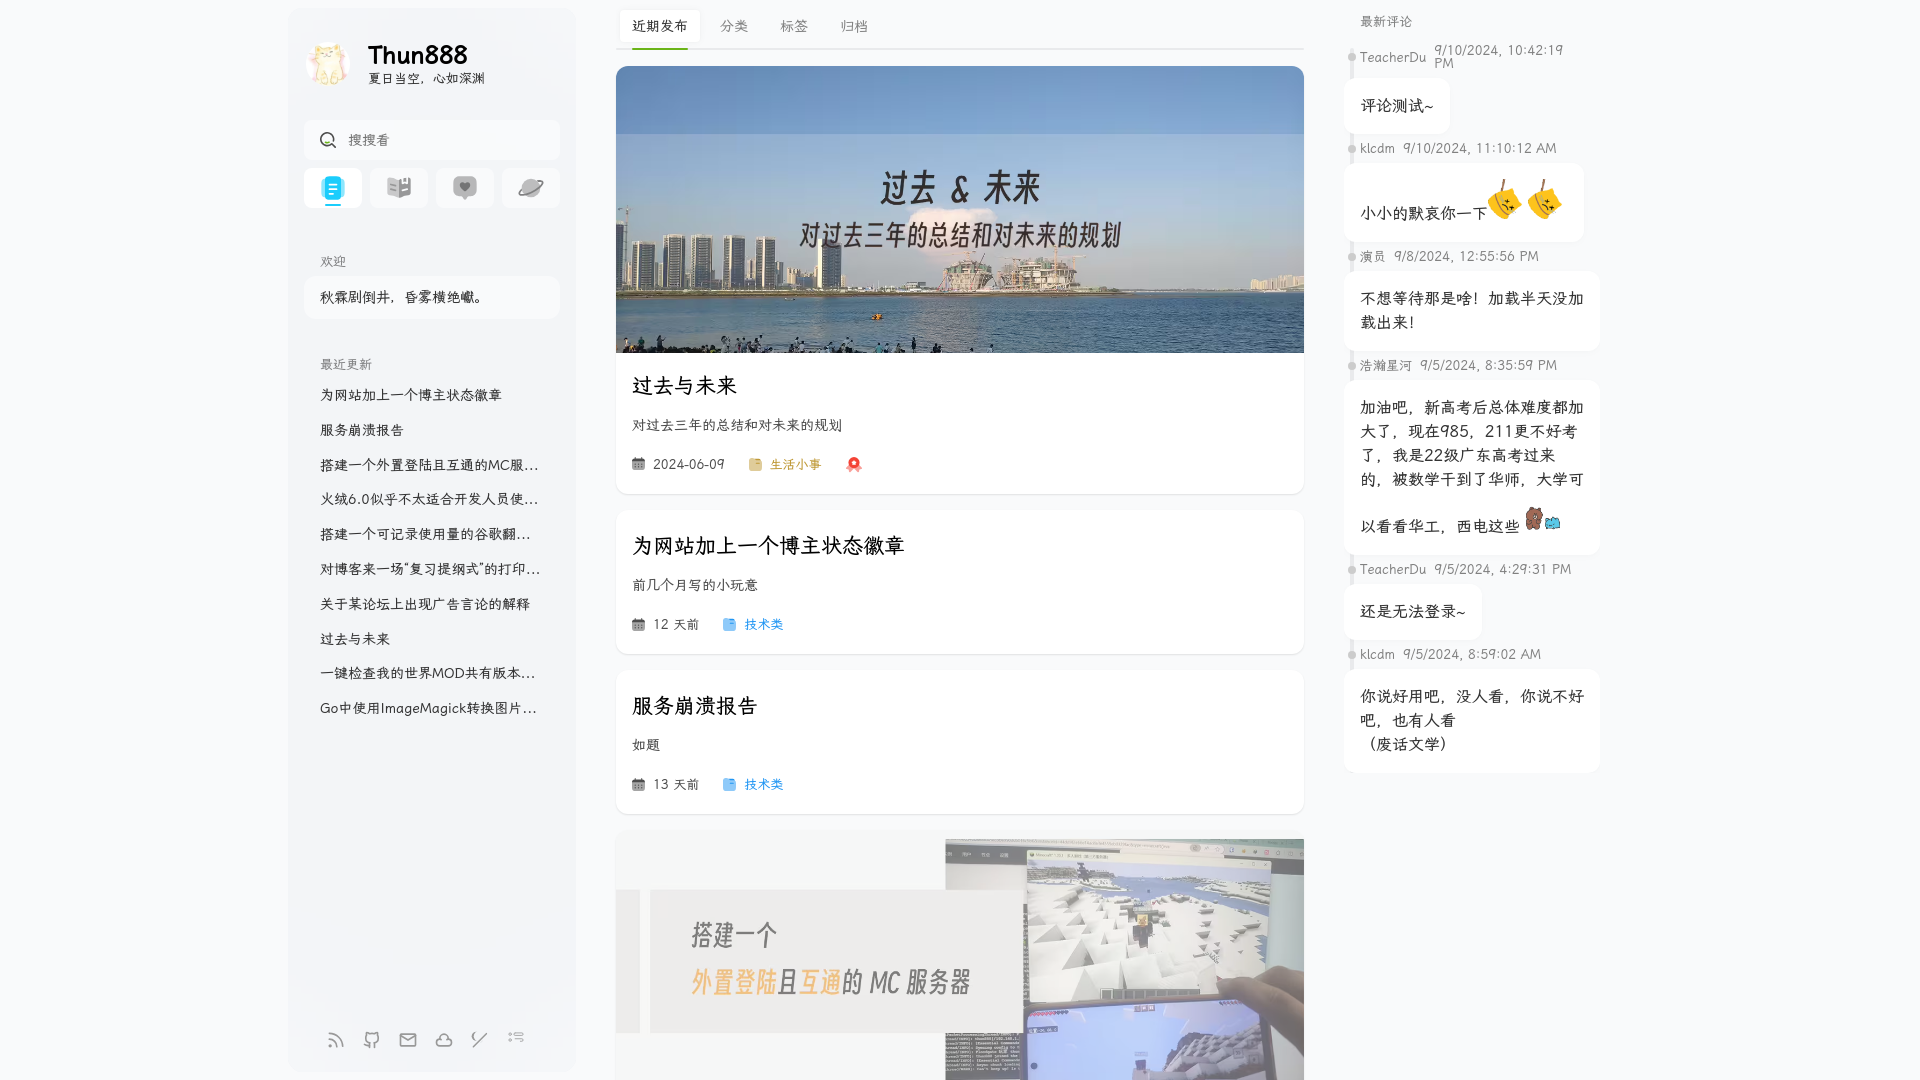 Thun888
夏日当空，心如深渊
搜搜看
欢迎
秋霖剧倒井，昏雾横绝巘。
最近更新
为网站加上一个博主状态徽章
服务崩溃报告
搭建一个外置登陆且互通的MC服...
火绒6.0似乎不太适合开发人员使...
搭建一个可记录使用量的谷歌翻...
对博客来一场“复习提纲式”的打印...
关于某论坛上出现广告言论的解释
过去与未来
一键检查我的世界MOD共有版本...
Go中使用ImageMagick转换图片...
近期发布
分类
标签
归档
过去 & 未来
对过去三年的总结和对未来的规划
过去与未来
对过去三年的总结和对未来的规划
2024-06-09
生活小事
为网站加上一个博主状态徽章
前几个月写的小玩意
12 天前
技术类
服务崩溃报告
如题
13 天前
技术类
搭建一个
外置登陆且互通的 MC 服务器
最新评论
TeacherDu
9/10/2024, 10:42:19
PM
评论测试~
klcdm 9/10/2024, 11:10:12 AM
小小的默哀你一下
演员 9/8/2024, 12:55:56 PM
不想等待那是啥！加载半天没加
载出来！
浩瀚星河 9/5/2024, 8:35:59 PM
加油吧，新高考后总体难度都加
大了，现在985，211更不好考
了，我是22级广东高考过来
的，被数学干到了华师，大学可
以看看华工，西电这些
TeacherDu 9/5/2024, 4:29:31 PM
还是无法登录~
klcdm 9/5/2024, 8:59:02 AM
你说好用吧，没人看，你说不好
吧，也有人看
（废话文学）